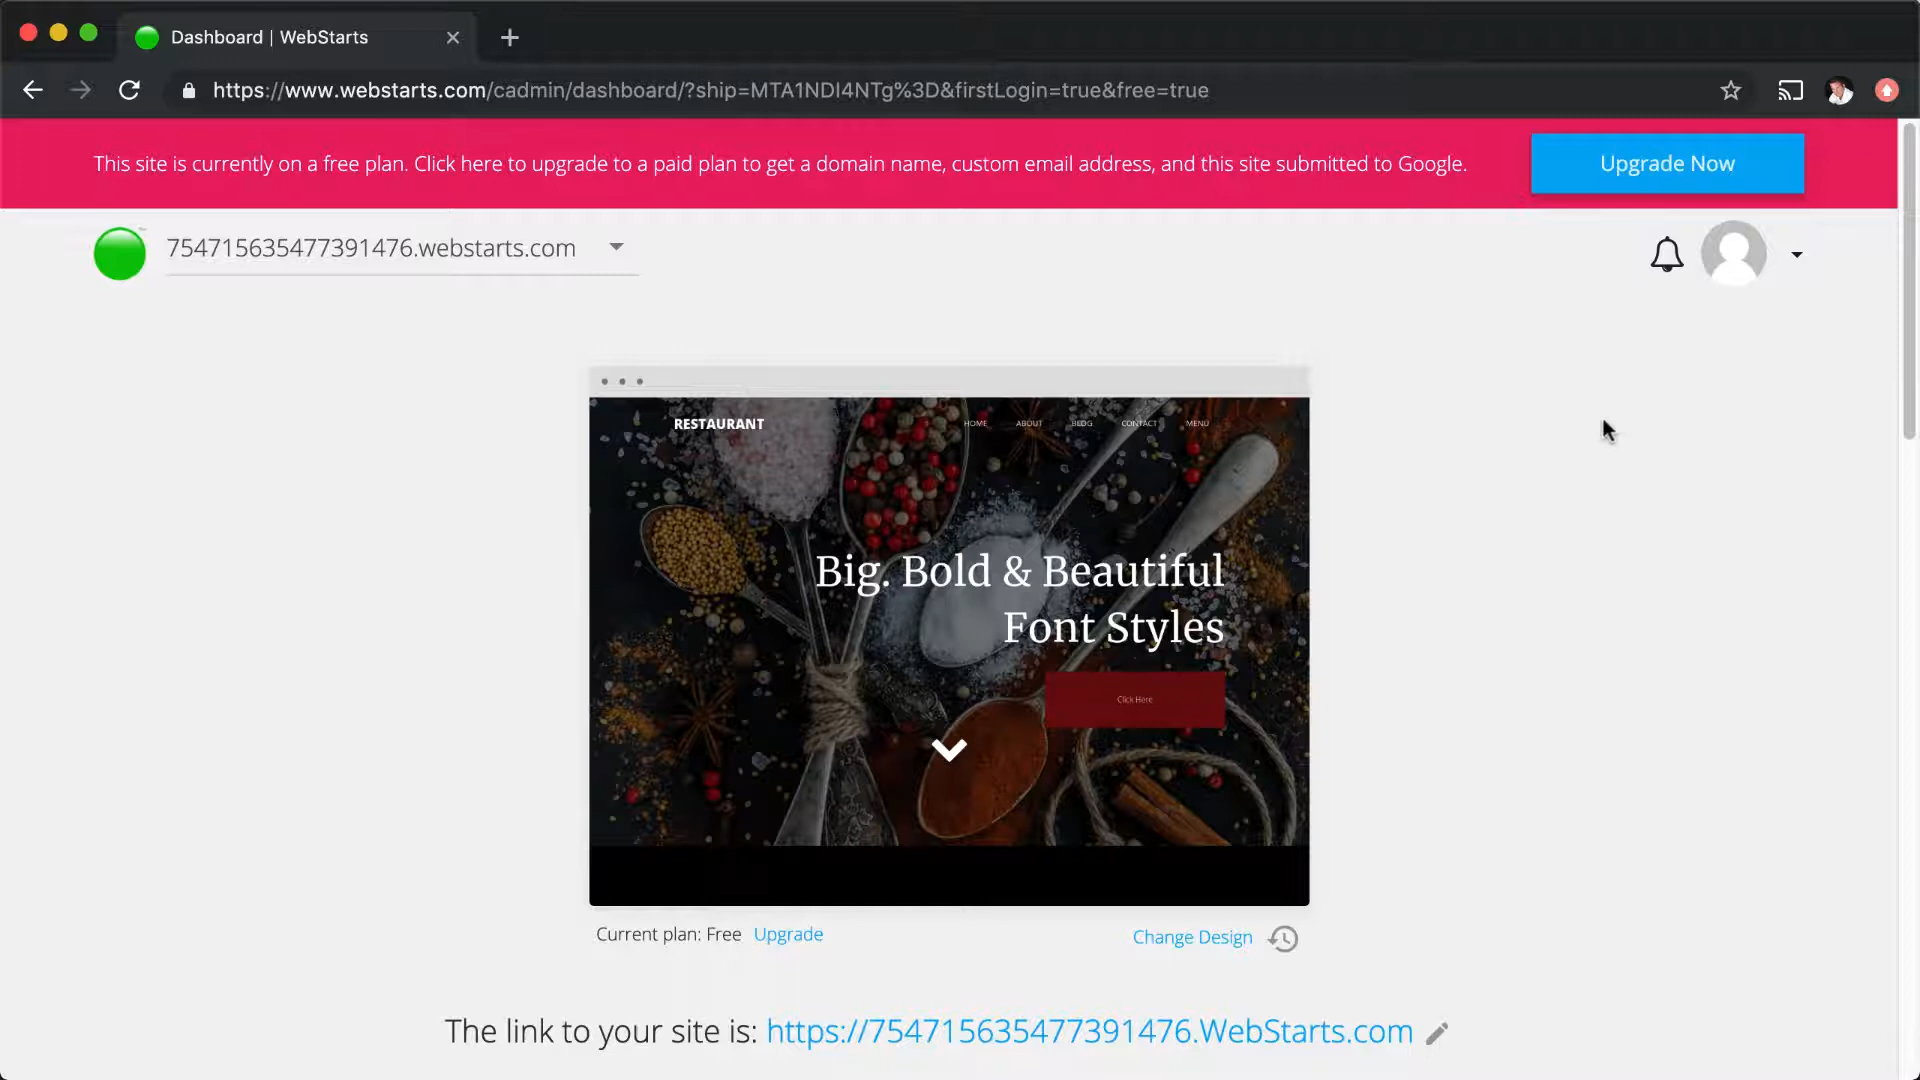 Dashboard | WebStarts
https://www.webstarts.com/cadmin/dashboard/?ship=MTA1NDI4NTg%3D&firstLogin=true&free=true
This site is currently on a free plan. Click here to upgrade to a paid plan to get a domain name, custom email address, and this site submitted to Google.
Upgrade Now
754715635477391476.webstarts.com
RESTAURANT
HOME ABOUT BLOG CONTACT MENU
Big. Bold & Beautiful
Font Styles
Click Here
Current plan: Free Upgrade
Change Design
The link to your site is: https://754715635477391476.WebStarts.com